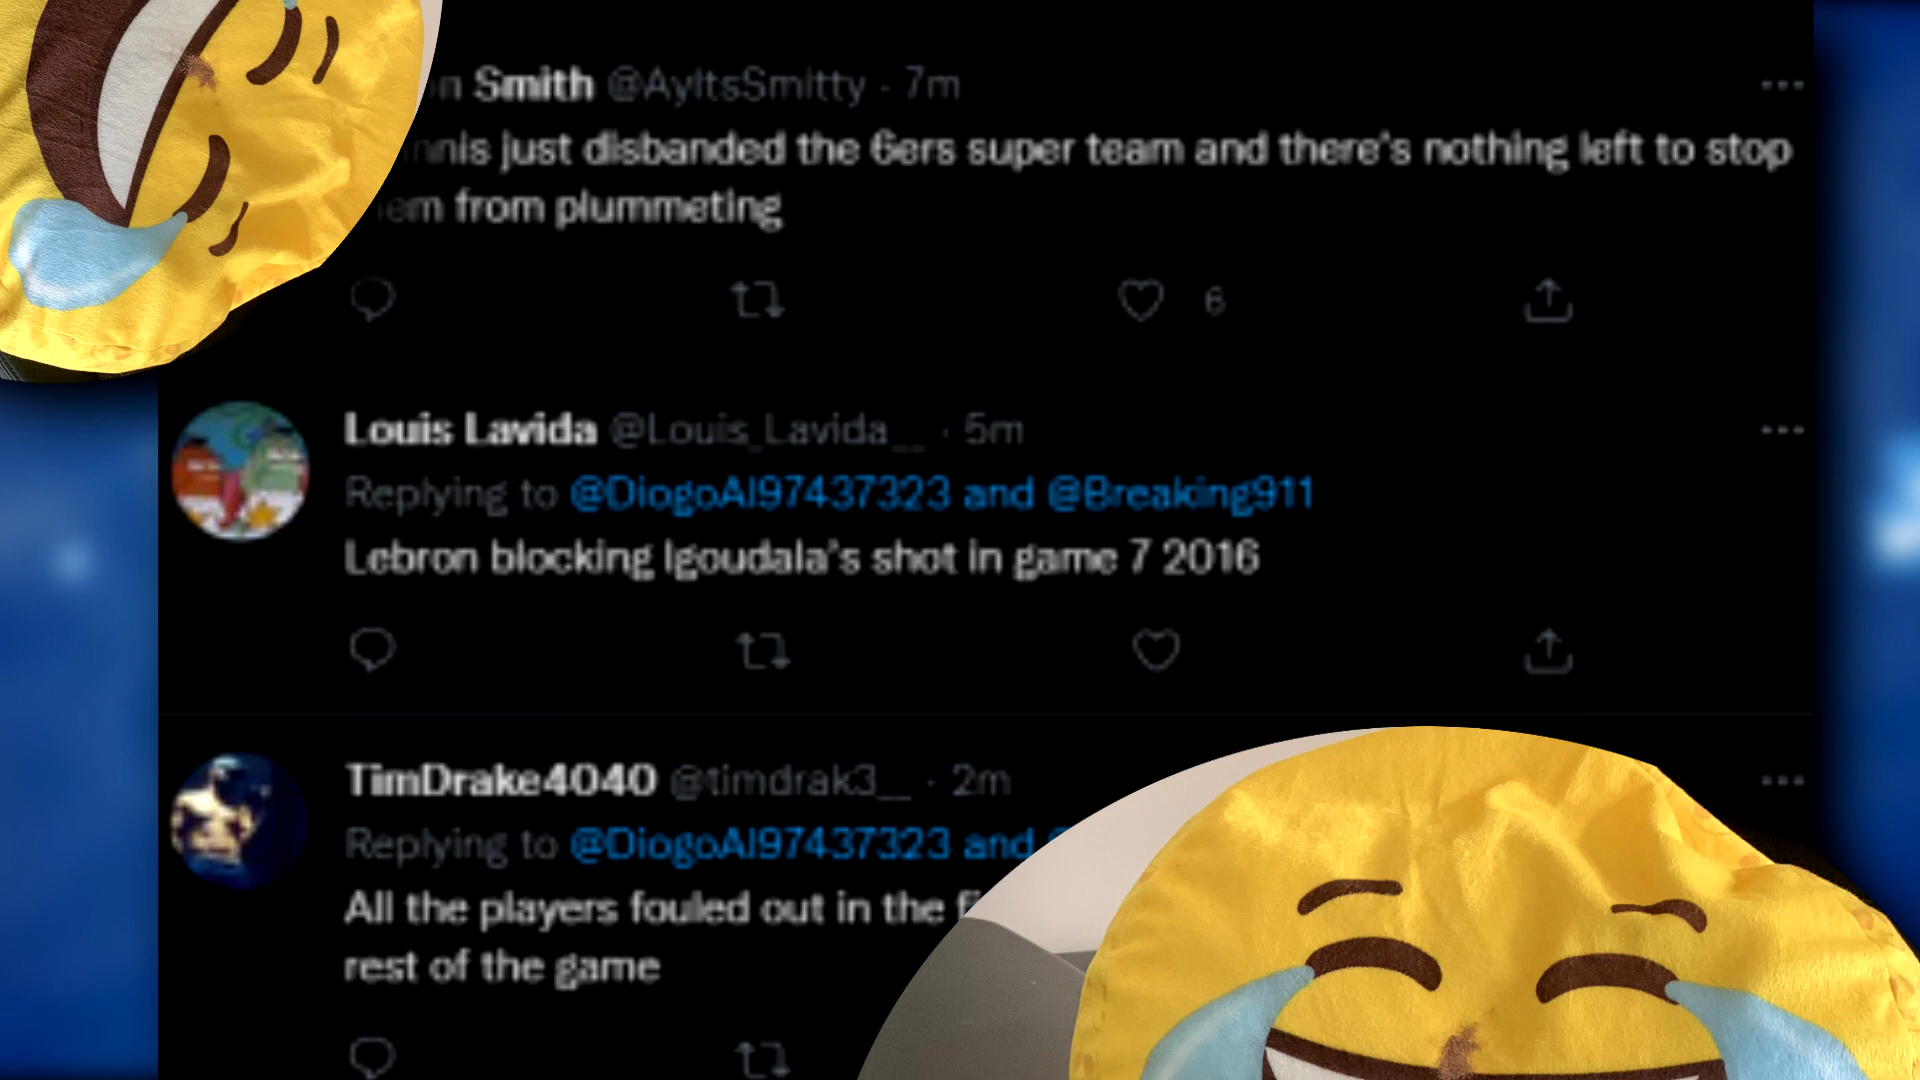 Smith @AyItsSmitty · 7m
just disbanded the 6ers super team and there's nothing left to stop
from plummeting
6
Louis Lavida @Louis_Lavida__ · 5m
Replying to @DiogoAl97437323 and @Breaking911
Lebron blocking Igoudala's shot in game 7 2016
TimDrake4040 @timdrak3__ · 2m
Replying to @DiogoAl97437323 and
All the players fouled out in the
rest of the game